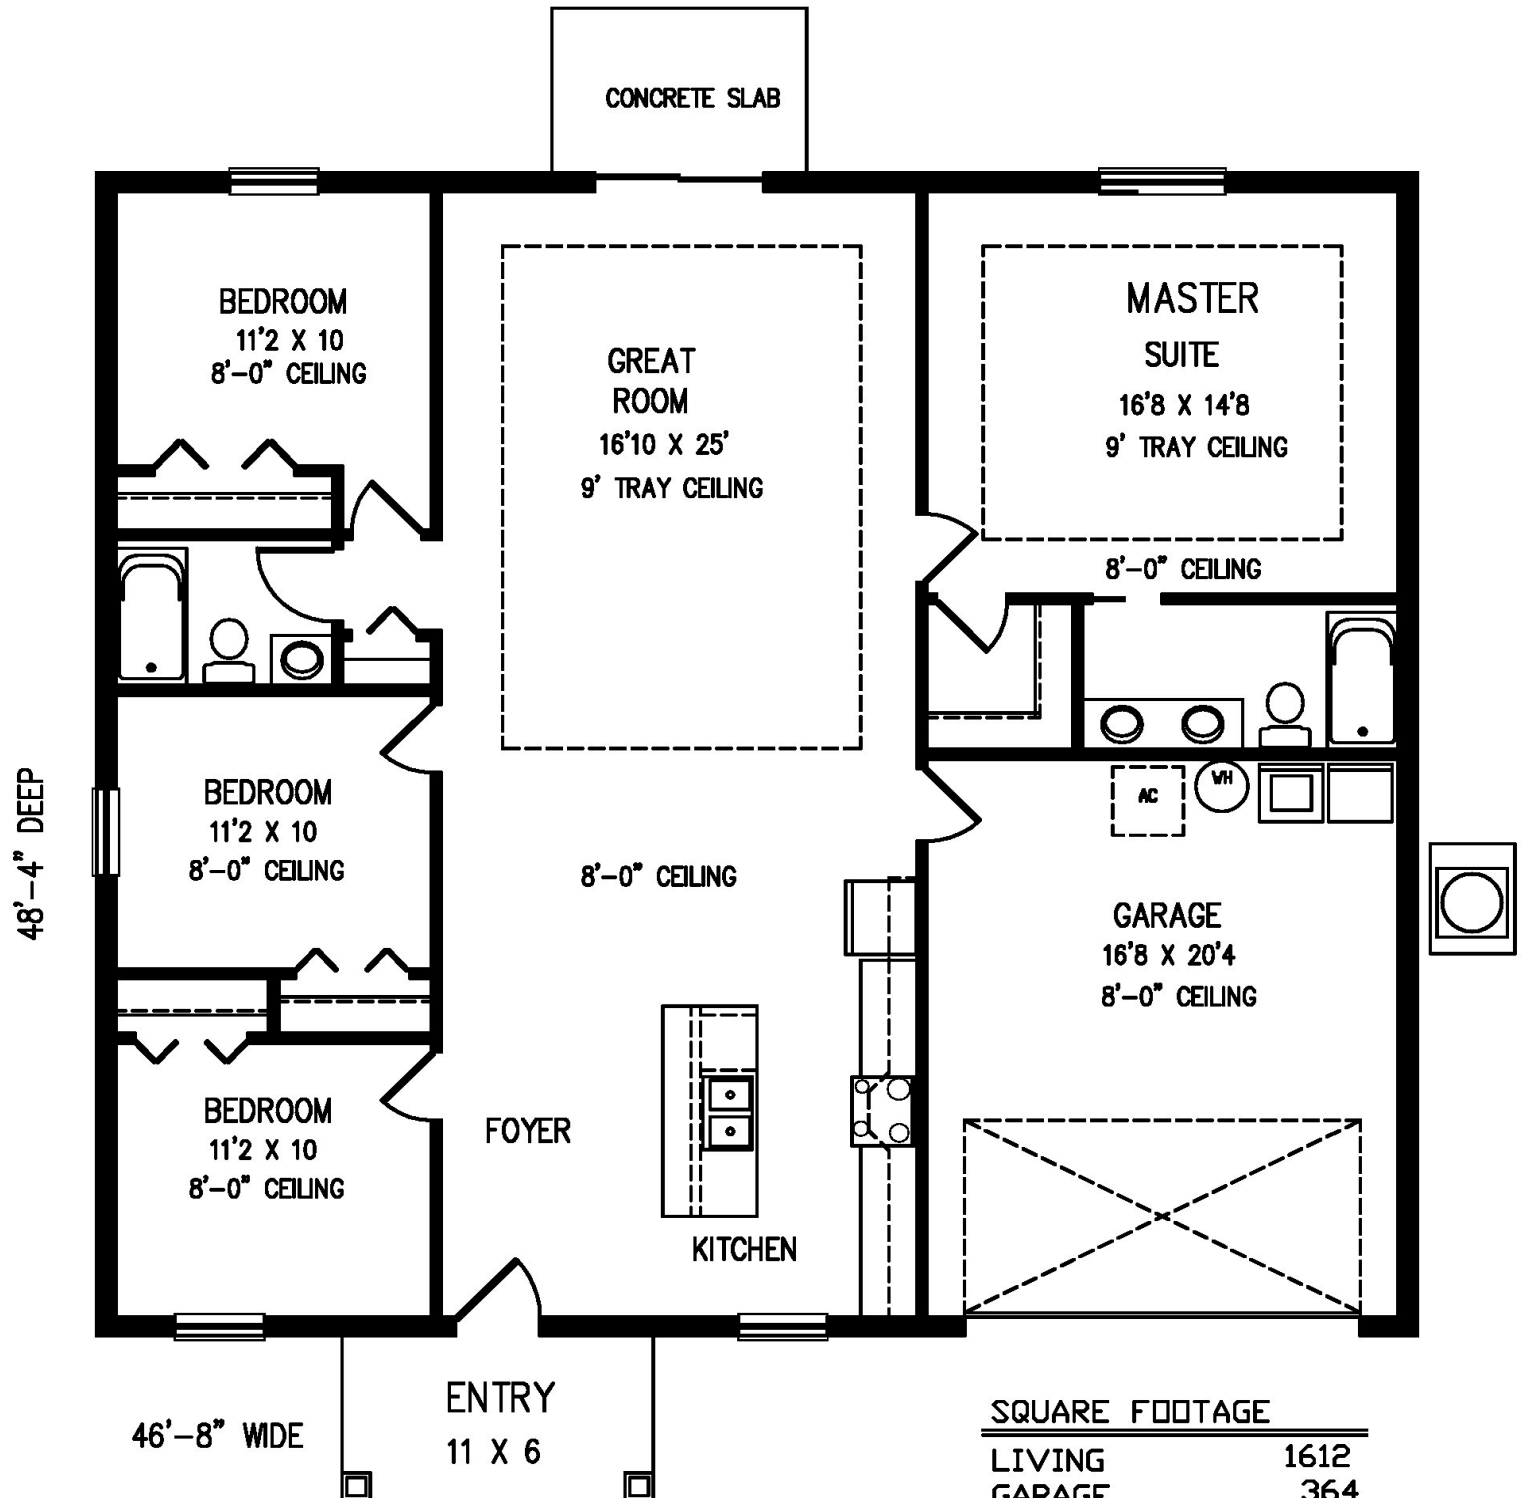 CONCRETE SLAB
BEDROOM
11'2 X 10
8'-0" CEILING
GREAT
ROOM
16'10 X 25'
9' TRAY CEILING
MASTER
SUITE
16'8 X 14'8
9' TRAY CEILING
8'-0" CEILING
BEDROOM
11'2 X 10
8'-0" CEILING
8'-0" CEILING
AC
WH
GARAGE
16'8 X 20'4
8'-0" CEILING
48'-4" DEEP
BEDROOM
11'2 X 10
8'-0" CEILING
FOYER
KITCHEN
ENTRY
11 X 6
46'-8" WIDE
SQUARE FOOTAGE
LIVING 1612
GARAGE 364